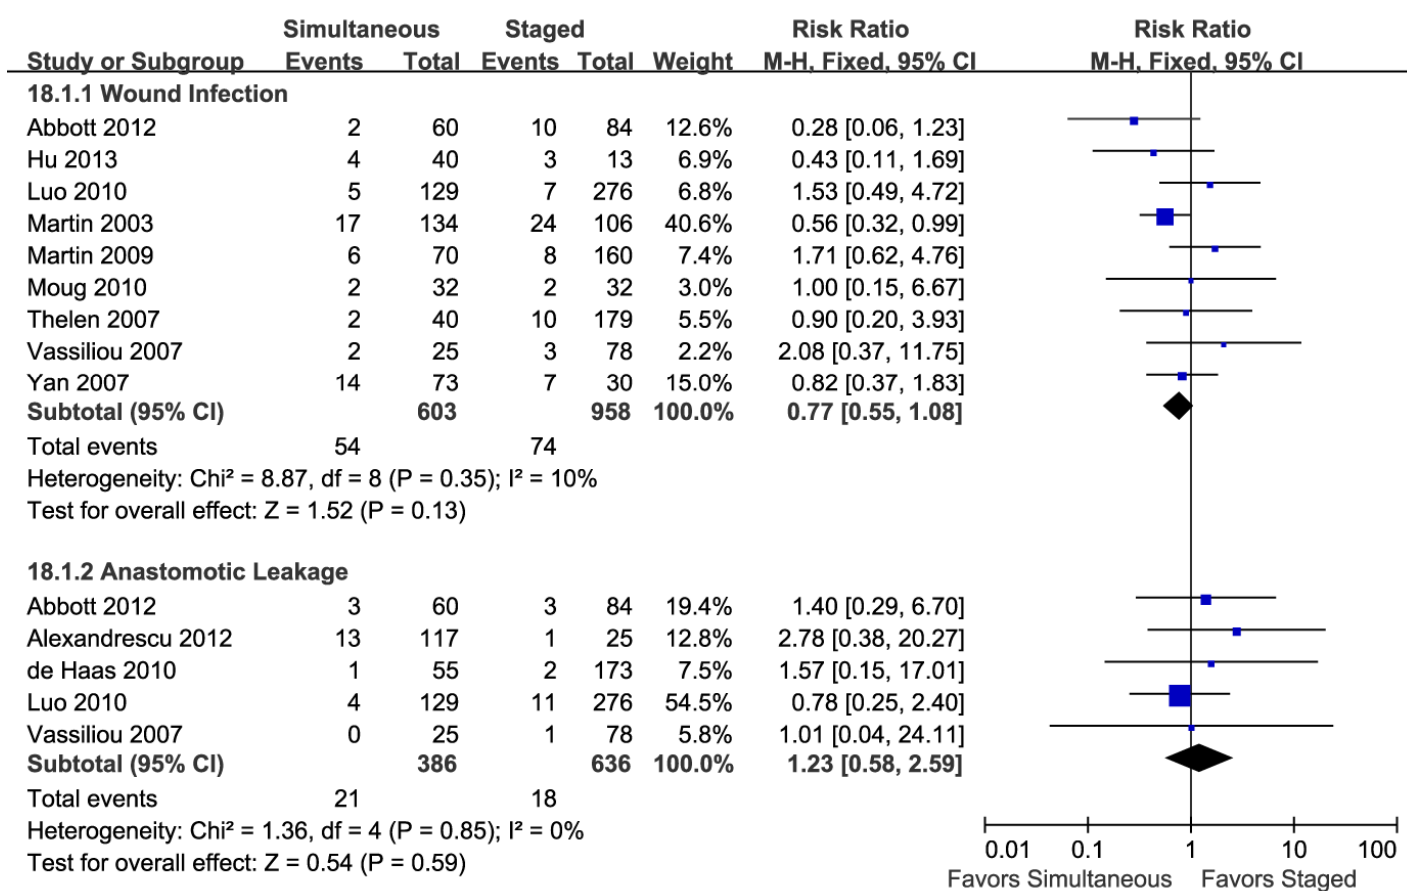 Simultaneous Staged Risk Ratio Risk Ratio
Study or Subgroup Events Total Events Total Weight M-H, Fixed, 95% CI M-H, Fixed, 95% CI
18.1.1 Wound Infection
Abbott 2012 2 60 10 84 12.6% 0.28 [0.06, 1.23]
Hu 2013 4 40 3 13 6.9% 0.43 [0.11, 1.69]
Luo 2010 5 129 7 276 6.8% 1.53 [0.49, 4.72]
Martin 2003 17 134 24 106 40.6% 0.56 [0.32, 0.99]
Martin 2009 6 70 8 160 7.4% 1.71 [0.62, 4.76]
Moug 2010 2 32 2 32 3.0% 1.00 [0.15, 6.67]
Thelen 2007 2 40 10 179 5.5% 0.90 [0.20, 3.93]
Vassiliou 2007 2 25 3 78 2.2% 2.08 [0.37, 11.75]
Yan 2007 14 73 7 30 15.0% 0.82 [0.37, 1.83]
Subtotal (95% CI) 603 958 100.0% 0.77 [0.55, 1.08]
Total events 54 74
Heterogeneity: Chi² = 8.87, df = 8 (P = 0.35); I² = 10%
Test for overall effect: Z = 1.52 (P = 0.13)
18.1.2 Anastomotic Leakage
Abbott 2012 3 60 3 84 19.4% 1.40 [0.29, 6.70]
Alexandrescu 2012 13 117 1 25 12.8% 2.78 [0.38, 20.27]
de Haas 2010 1 55 2 173 7.5% 1.57 [0.15, 17.01]
Luo 2010 4 129 11 276 54.5% 0.78 [0.25, 2.40]
Vassiliou 2007 0 25 1 78 5.8% 1.01 [0.04, 24.11]
Subtotal (95% CI) 386 636 100.0% 1.23 [0.58, 2.59]
Total events 21 18
Heterogeneity: Chi² = 1.36, df = 4 (P = 0.85); I² = 0%
Test for overall effect: Z = 0.54 (P = 0.59)
0.01 0.1 1 10 100
Favors Simultaneous Favors Staged